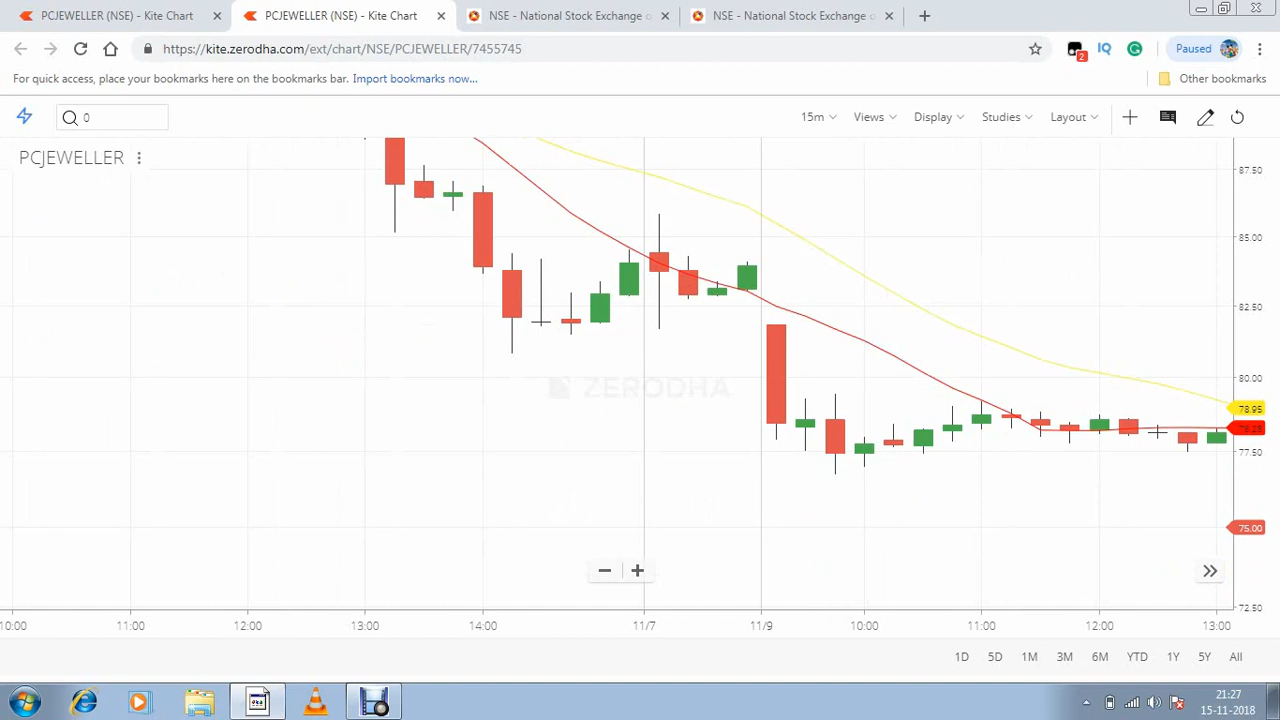 PCJEWELLER (NSE) - Kite Chart
PCJEWELLER (NSE) - Kite Chart
NSE - National Stock Exchange o
NSE - National Stock Exchange o
https://kite.zerodha.com/ext/chart/NSE/PCJEWELLER/7455745
2
IQ
Paused
For quick access, place your bookmarks here on the bookmarks bar. Import bookmarks now...
Other bookmarks
0
15m
Views
Display
Studies
Layout
PCJEWELLER
87.50
85.00
82.50
80.00
78.95
78.28
77.50
75.00
72.50
ZERODHA
10:00
11:00
12:00
13:00
14:00
11/7
11/9
10:00
11:00
12:00
13:00
1D
5D
1M
3M
6M
YTD
1Y
5Y
All
21:27
15-11-2018